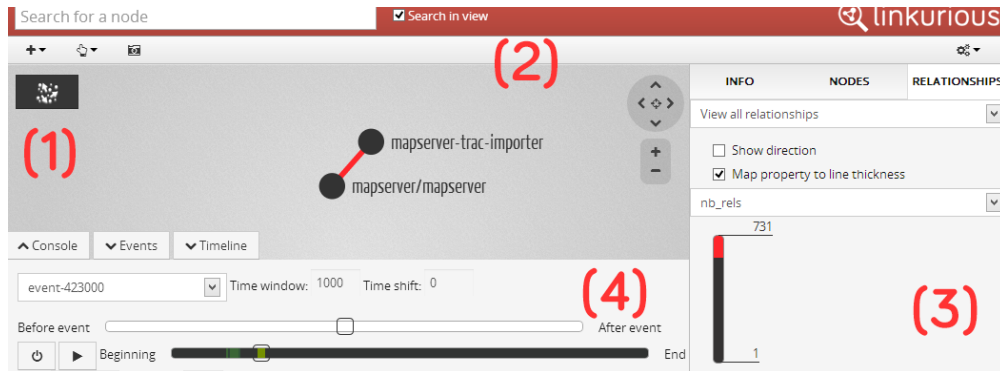 Search for a node
Search in view
linkurious
(2)
INFO NODES RELATIONSHIPS
(1)
View all relationships
mapserver-trac-importer
Show direction
mapserver/mapserver
Map property to line thickness
nb_rels
731
Console Events Timeline
event-423000 Time window: 1000 Time shift: 0
(4)
(3)
Before event After event
Beginning End
1